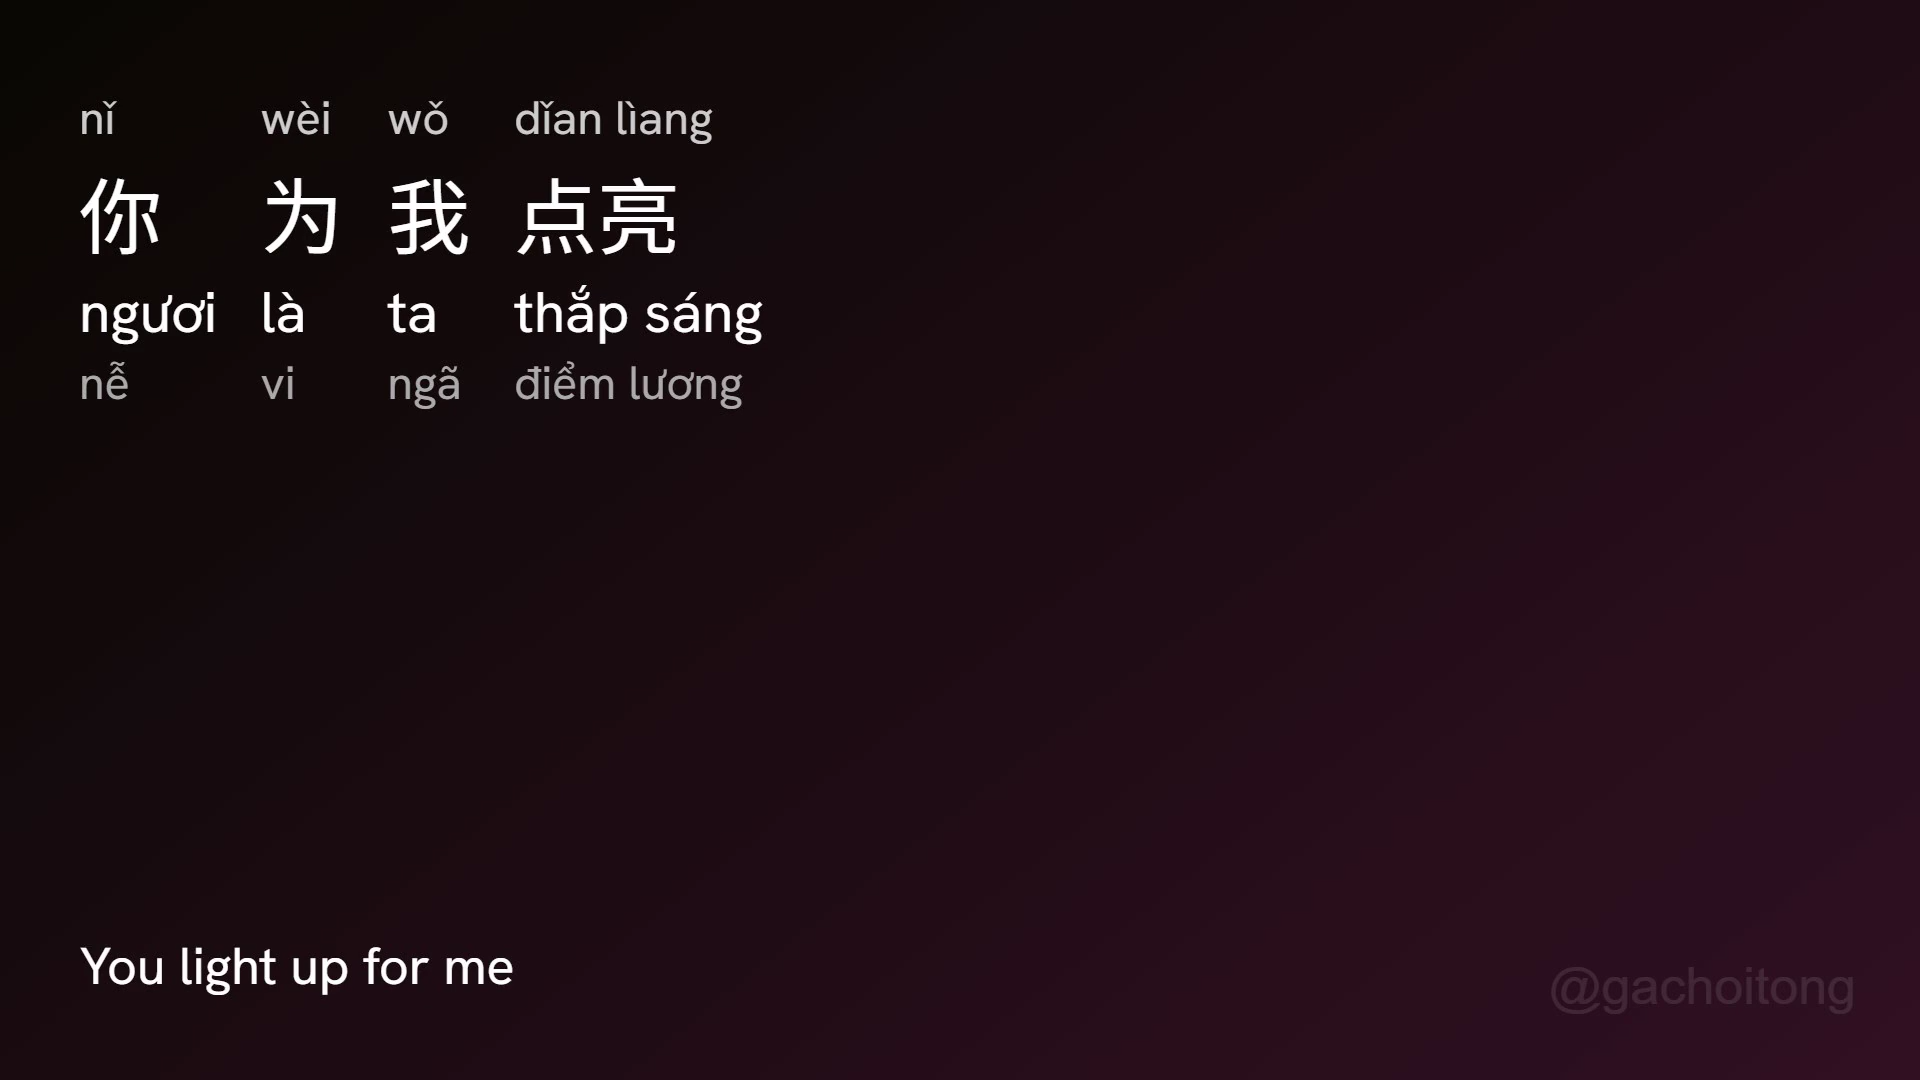 nǐ wèi wǒ dǐan lìang
你 为 我 点亮
ngươi là ta thắp sáng
nễ vi ngã điểm lương
You light up for me
@gachoitong